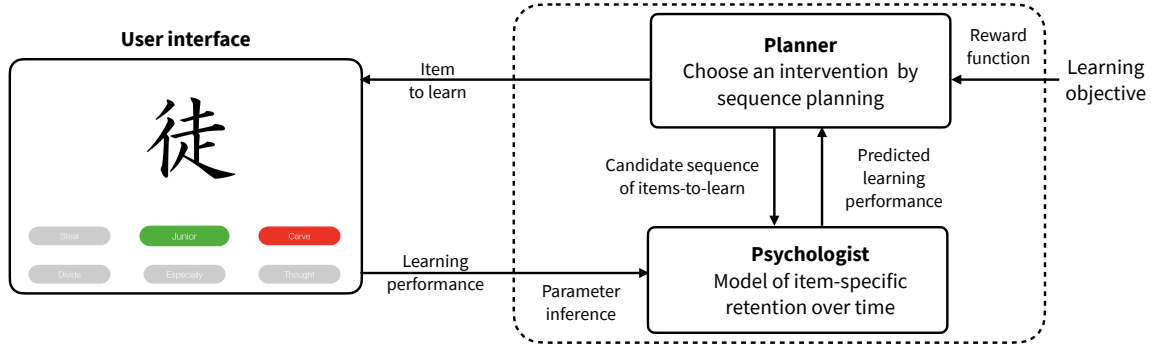 User interface
徒
Steal
Junior
Carve
Divide
Especially
Thought
Item
to learn
Learning
performance
Parameter
inference
Planner
Choose an intervention by
sequence planning
Candidate sequence
of items-to-learn
Predicted
learning
performance
Psychologist
Model of item-specific
retention over time
Reward
function
Learning
objective